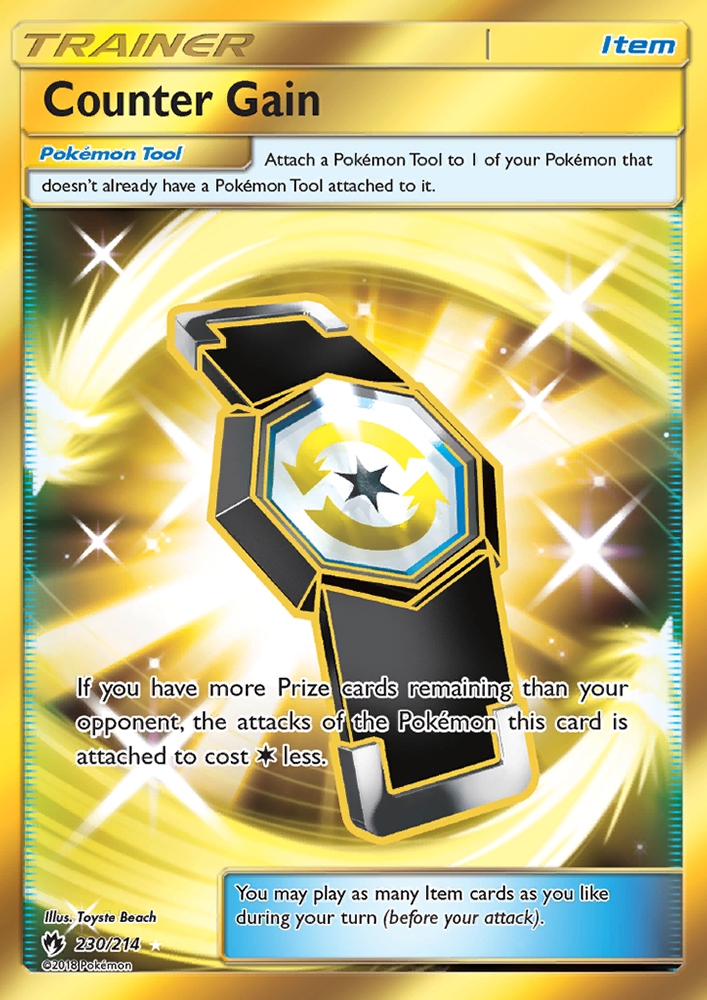 TRAINER
Item
Counter Gain
Pokémon Tool
Attach a Pokémon Tool to 1 of your Pokémon that
doesn't already have a Pokémon Tool attached to it.
If you have more Prize cards remaining than your
opponent, the attacks of the Pokémon this card is
attached to cost less.
You may play as many Item cards as you like
during your turn (before your attack).
Illus. Toyste Beach
230/214
©2018 Pokémon